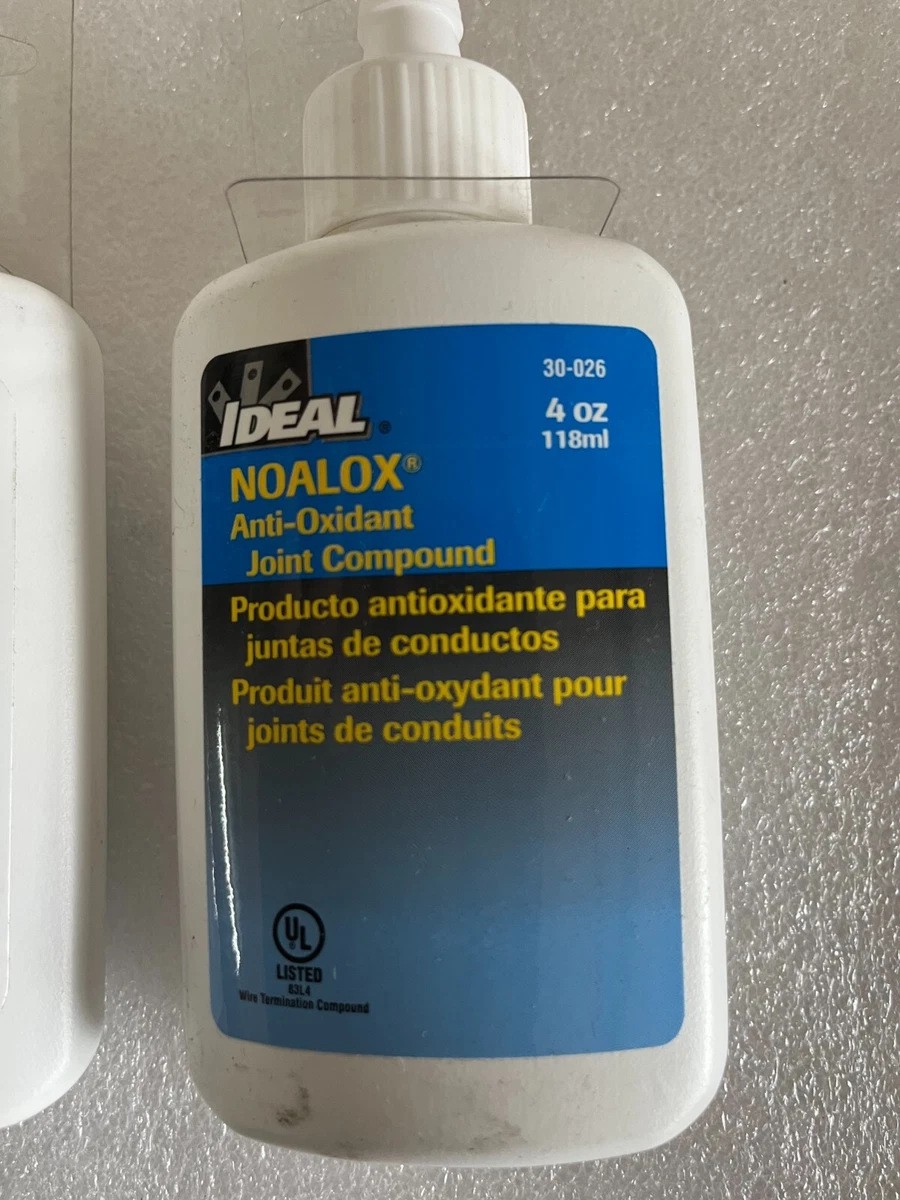 IDEAL®
30-026
4 oz
118ml
NOALOX®
Anti-Oxidant
Joint Compound
Producto antioxidante para
juntas de conductos
Produit anti-oxydant pour
joints de conduits
UL
LISTED
83L4
Wire Termination Compound